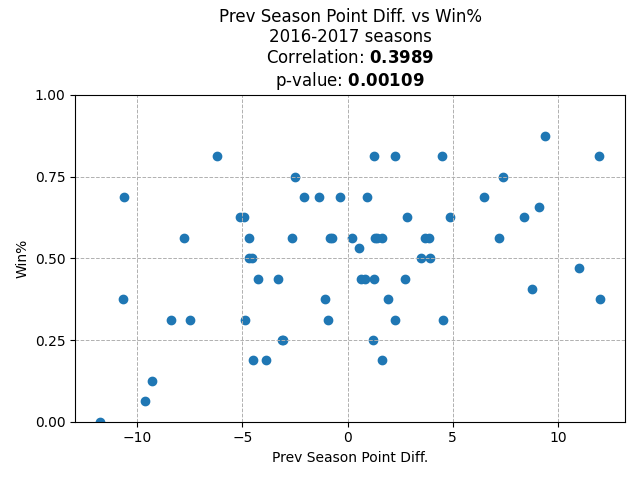 Prev Season Point Diff. vs Win%
2016-2017 seasons
Correlation: 0.3989
p-value: 0.00109
1.00
0.75
0.50
0.25
0.00
Win%
−10
−5
0
5
10
Prev Season Point Diff.